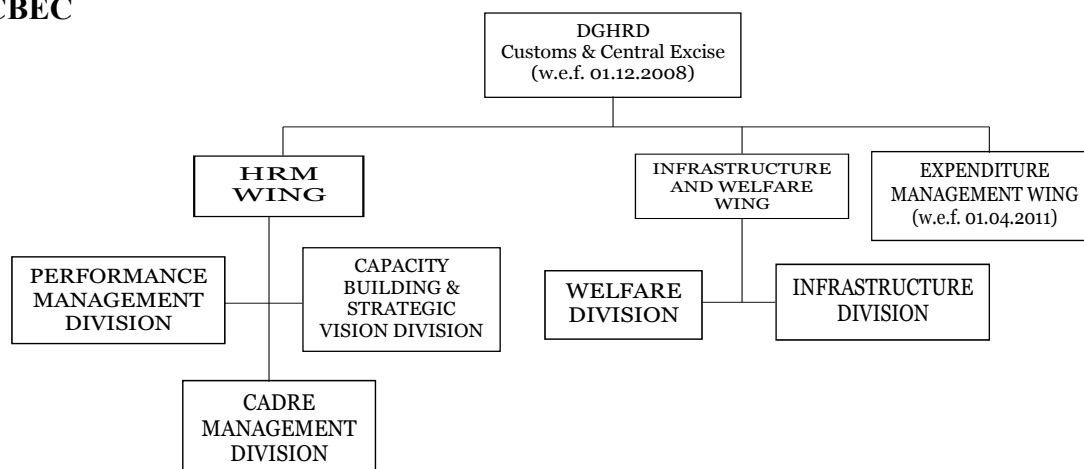 CBEC
DGHRD
Customs & Central Excise
(w.e.f. 01.12.2008)
HRM
WING
INFRASTRUCTURE
AND WELFARE
WING
EXPENDITURE
MANAGEMENT WING
(w.e.f. 01.04.2011)
PERFORMANCE
MANAGEMENT
DIVISION
CAPACITY
BUILDING &
STRATEGIC
VISION DIVISION
WELFARE
DIVISION
INFRASTRUCTURE
DIVISION
CADRE
MANAGEMENT
DIVISION